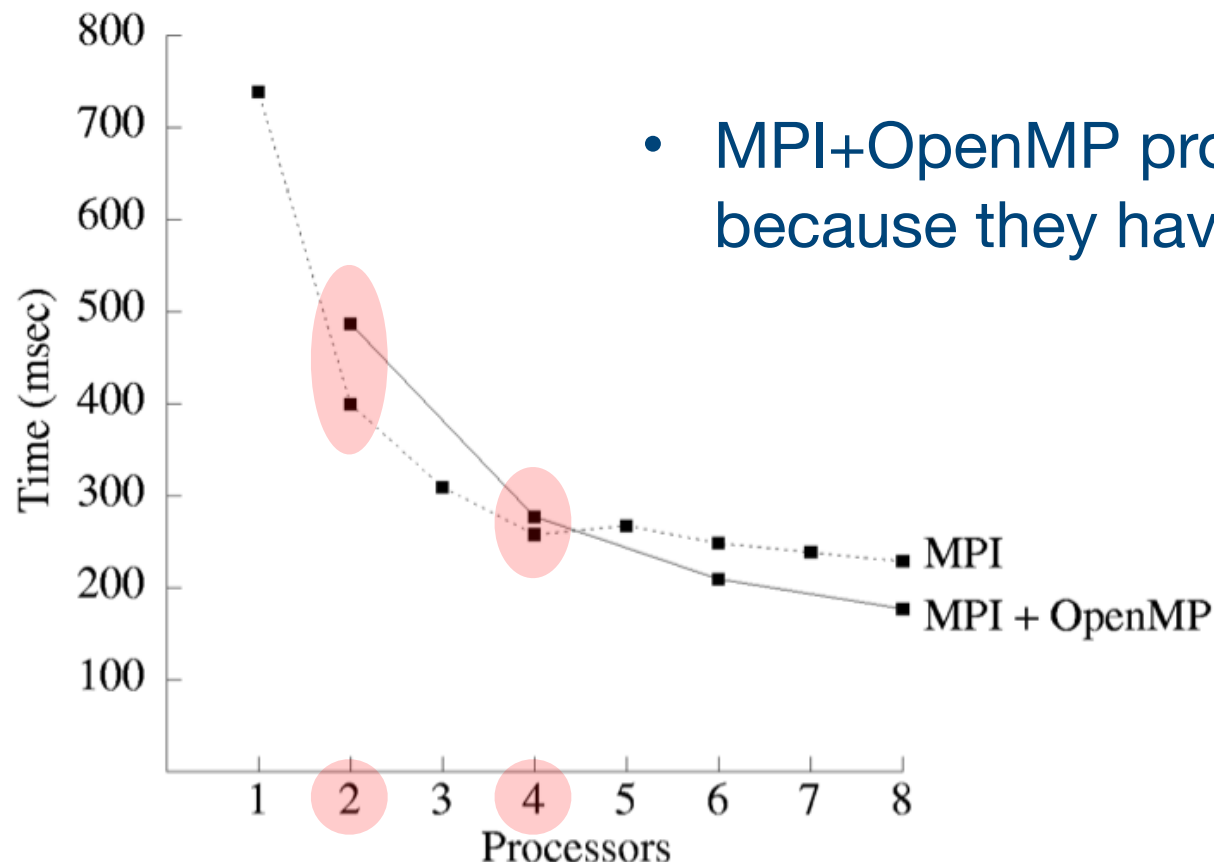 • MPI+OpenMP pro
because they hav
800
700
600
500
400
300
200
100
Time (msec)
MPI
MPI + OpenMP
1 2 3 4 5 6 7 8
Processors